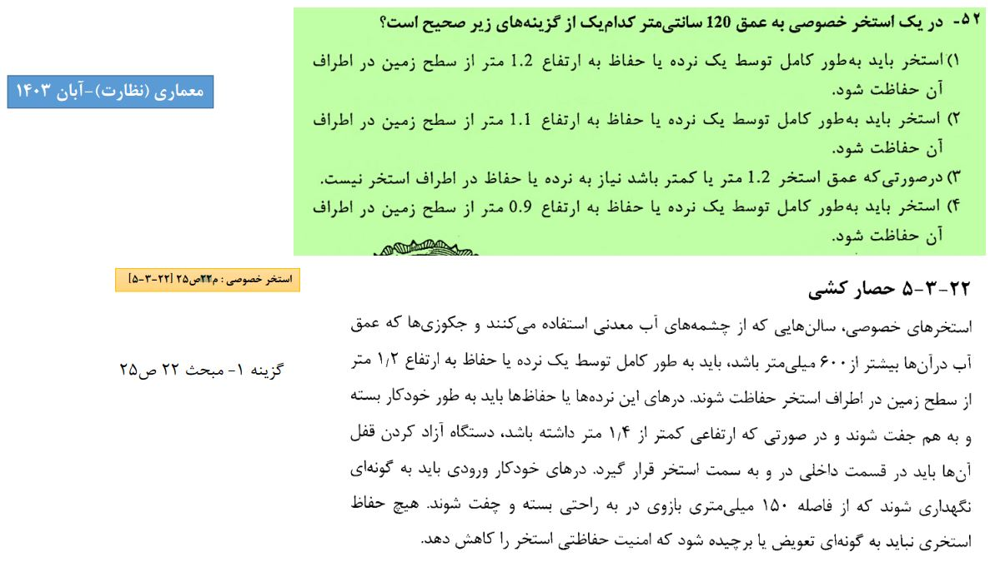 ۵۲- در یک استخر خصوصی به عمق 120 سانتی‌متر کدام‌یک از گزینه‌های زیر صحیح است؟
۱) استخر باید به‌طور کامل توسط یک نرده یا حفاظ به ارتفاع 1.2 متر از سطح زمین در اطراف
آن حفاظت شود.
۲) استخر باید به‌طور کامل توسط یک نرده یا حفاظ به ارتفاع 1.1 متر از سطح زمین در اطراف
آن حفاظت شود.
۳) درصورتی‌که عمق استخر 1.2 متر یا کمتر باشد نیاز به نرده یا حفاظ در اطراف استخر نیست.
۴) استخر باید به‌طور کامل توسط یک نرده یا حفاظ به ارتفاع 0.9 متر از سطح زمین در اطراف
آن حفاظت شود.
معماری (نظارت)-آبان ۱۴۰۳
استخر خصوصی : م۲۲ص۲۵ [۲۲-۳-۵]
۲۲-۳-۵ حصار کشی
استخرهای خصوصی، سالن‌هایی که از چشمه‌های آب معدنی استفاده می‌کنند و جکوزی‌ها که عمق
آب درآن‌ها بیشتر از۶۰۰ میلی‌متر باشد، باید به طور کامل توسط یک نرده یا حفاظ به ارتفاع ۱٫۲ متر
از سطح زمین در اطراف استخر حفاظت شوند. درهای این نرده‌ها یا حفاظ‌ها باید به طور خودکار بسته
و به هم جفت شوند و در صورتی که ارتفاعی کمتر از ۱٫۴ متر داشته باشد، دستگاه آزاد کردن قفل
آن‌ها باید در قسمت داخلی در و به سمت استخر قرار گیرد. درهای خودکار ورودی باید به گونه‌ای
نگهداری شوند که از فاصله ۱۵۰ میلی‌متری بازوی در به راحتی بسته و چفت شوند. هیچ حفاظ
استخری نباید به گونه‌ای تعویض یا برچیده شود که امنیت حفاظتی استخر را کاهش دهد.
گزینه ۱- مبحث ۲۲ ص۲۵